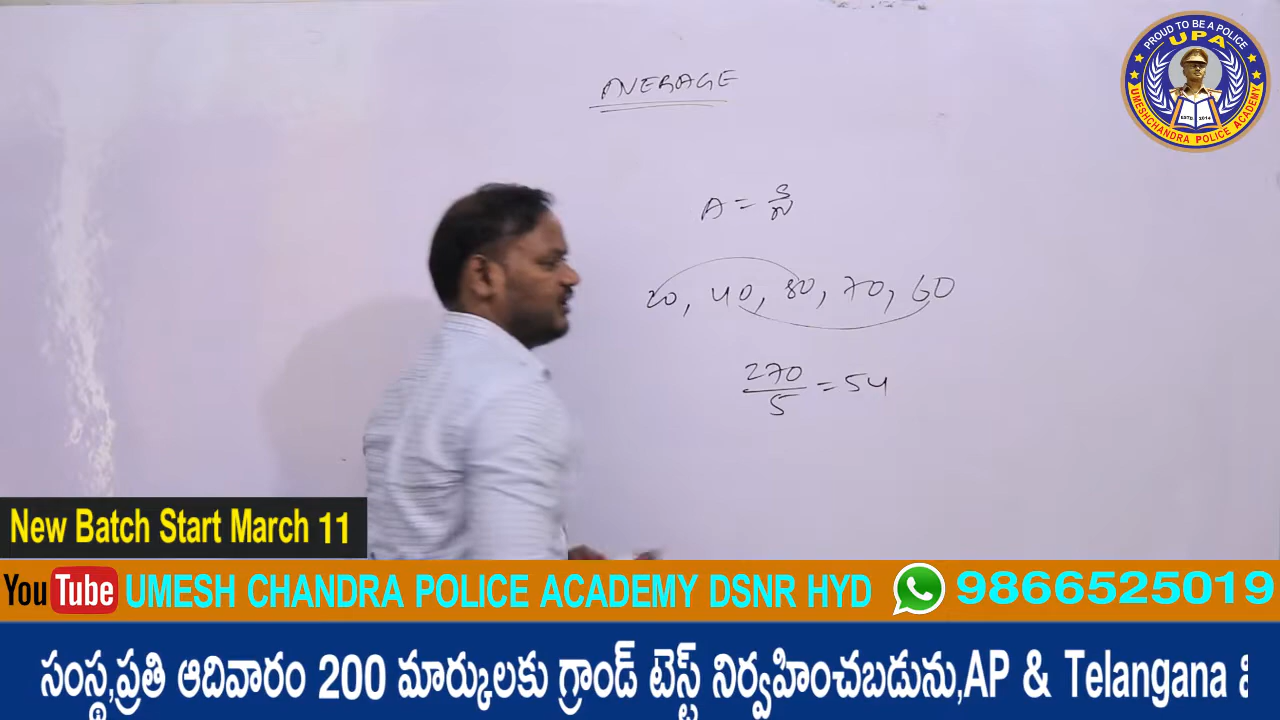 PROUD TO BE A POLICE
UPA
ESTD 2014
UMESHCHANDRA POLICE ACADEMY
AVERAGE
A = S/N
20, 40, 80, 70, 60
270/5 = 54
New Batch Start March 11
YouTube UMESH CHANDRA POLICE ACADEMY DSNR HYD 9866525019
సంస్థ,ప్రతి ఆదివారం 200 మార్కులకు గ్రాండ్ టెస్ట్ నిర్వహించబడును,AP & Telangana